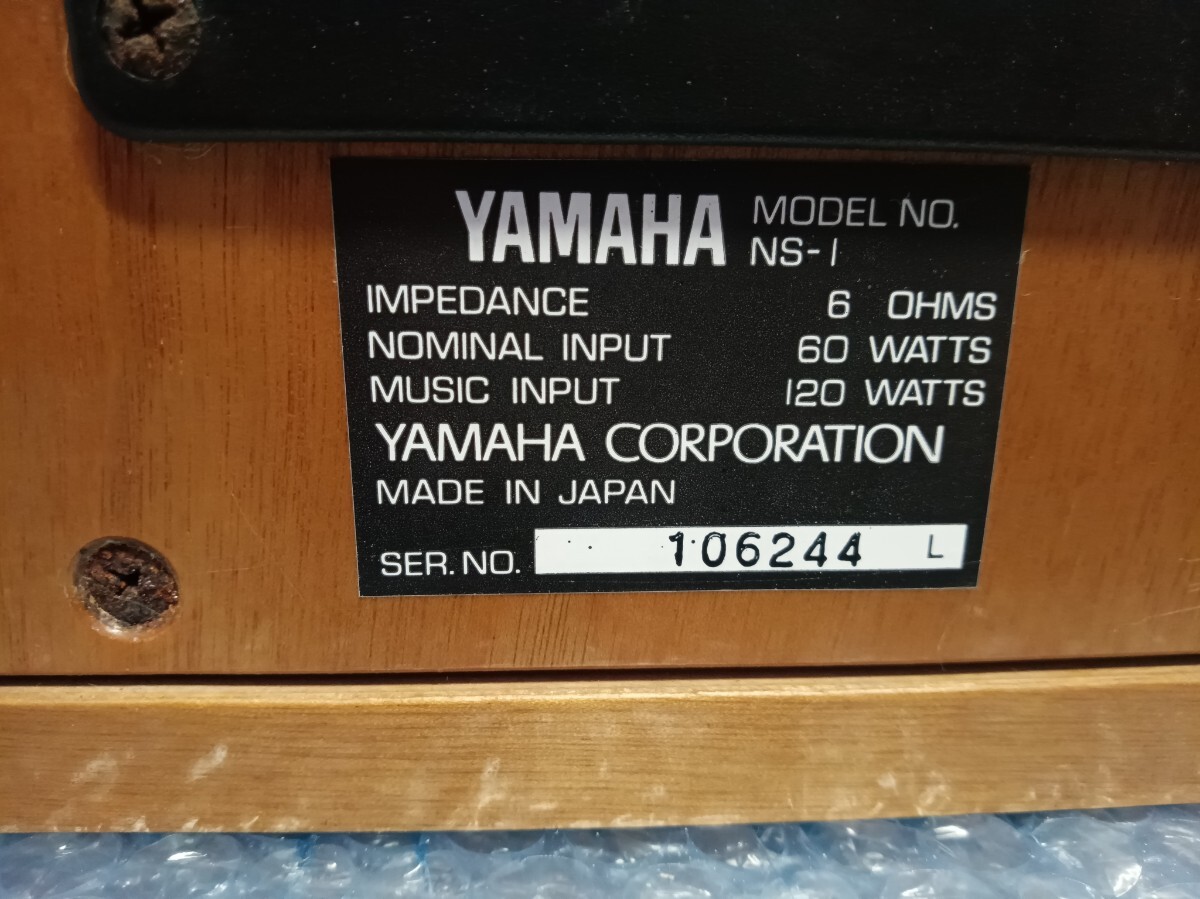 YAMAHA MODEL NO.
NS-1
IMPEDANCE 6 OHMS
NOMINAL INPUT 60 WATTS
MUSIC INPUT 120 WATTS
YAMAHA CORPORATION
MADE IN JAPAN
SER. NO. 106244 L